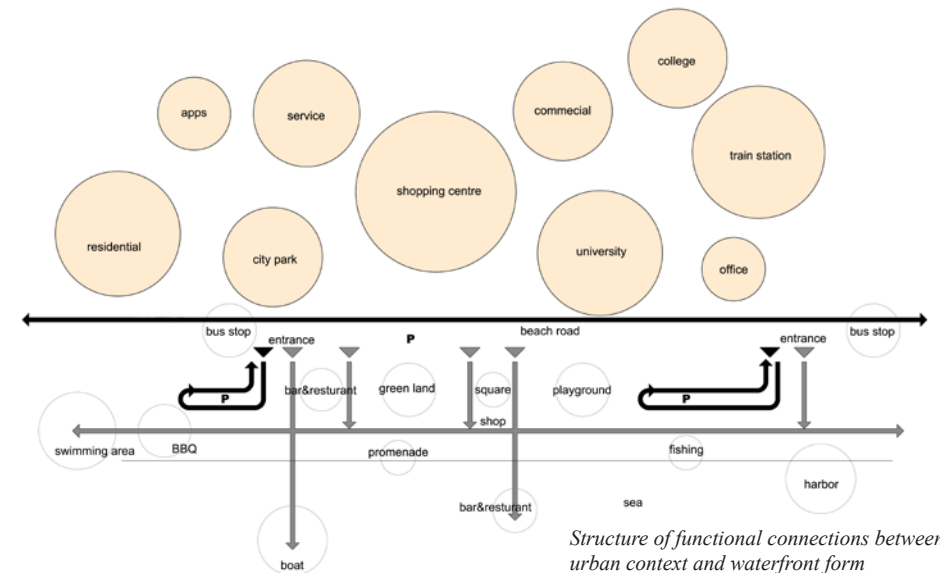 college
apps
service
commecial
train station
shopping centre
residential
city park
university
office
bus stop
beach road
bus stop
entrance
P
entrance
bar&resturant
green land
square
playground
P
P
shop
swimming area
BBQ
promenade
fishing
harbor
bar&resturant
sea
boat
Structure of functional connections between
urban context and waterfront form